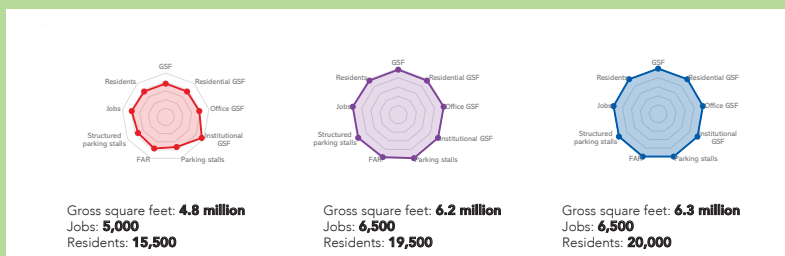 GSF
Residents
Residential GSF
Jobs
Office GSF
Structured
parking stalls
Institutional
GSF
FAR
Parking stalls
Gross square feet: 4.8 million
Jobs: 5,000
Residents: 15,500
GSF
Residents
Residential GSF
Jobs
Office GSF
Structured
parking stalls
Institutional GSF
FAR
Parking stalls
Gross square feet: 6.2 million
Jobs: 6,500
Residents: 19,500
GSF
Residents
Residential GSF
Jobs
Office GSF
Structured
parking stalls
Institutional
GSF
FAR
Parking stalls
Gross square feet: 6.3 million
Jobs: 6,500
Residents: 20,000